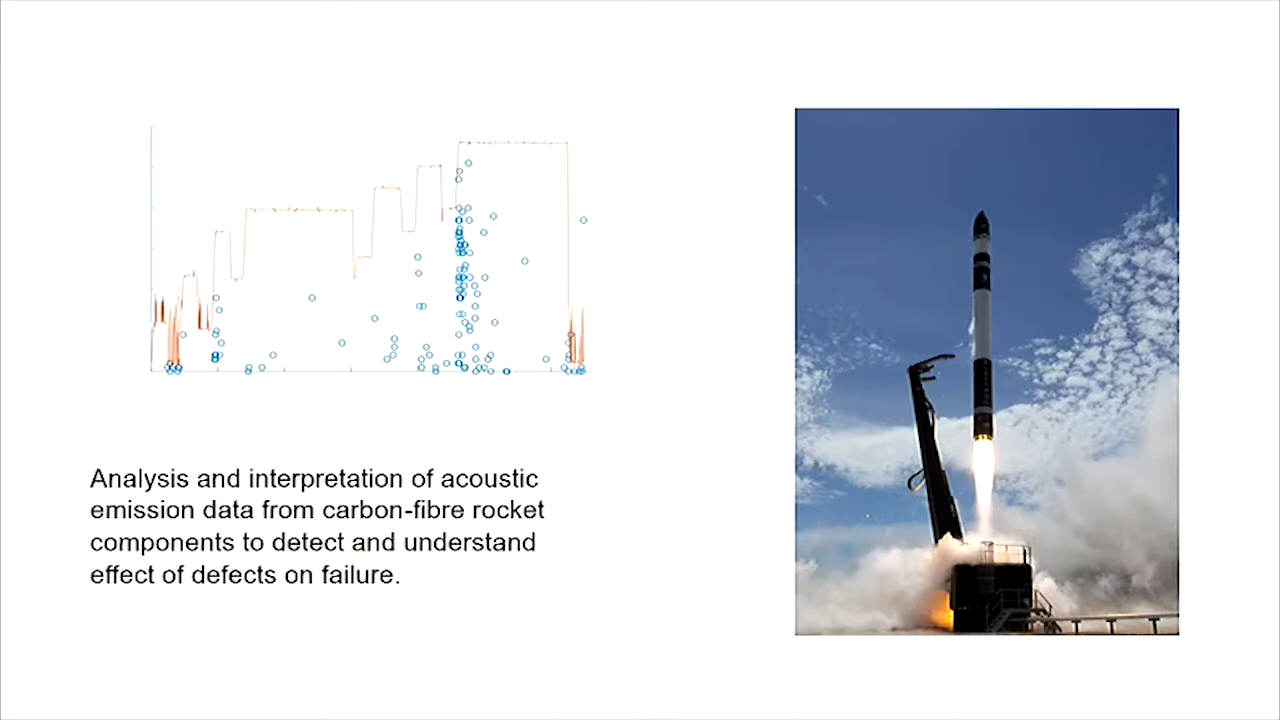 Analysis and interpretation of acoustic
emission data from carbon-fibre rocket
components to detect and understand
effect of defects on failure.